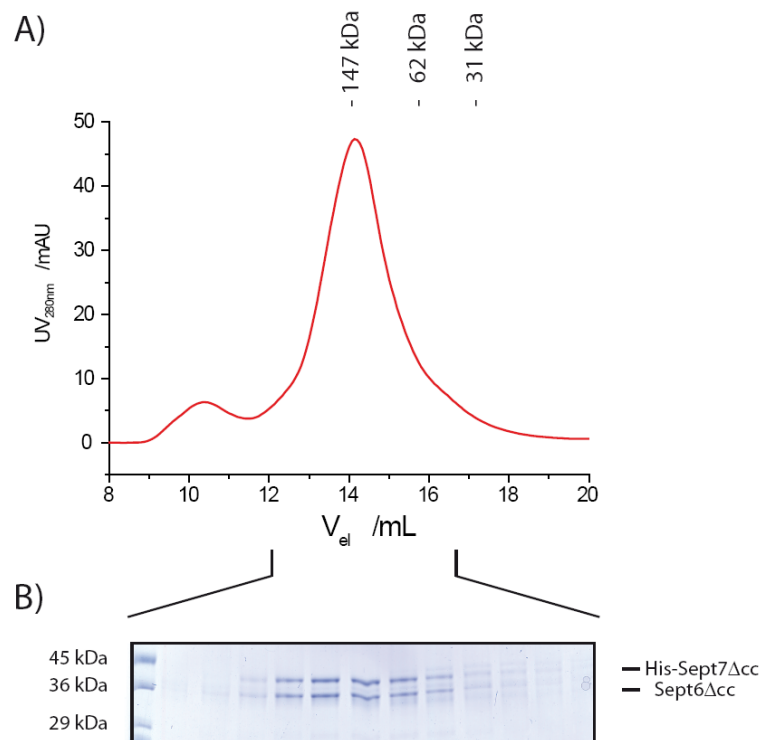 A)
- 147 kDa
- 62 kDa
- 31 kDa
50
40
30
20
10
0
UV280nm /mAU
8 10 12 14 16 18 20
Vel /mL
B)
45 kDa
36 kDa
29 kDa
His-Sept7Δcc
Sept6Δcc